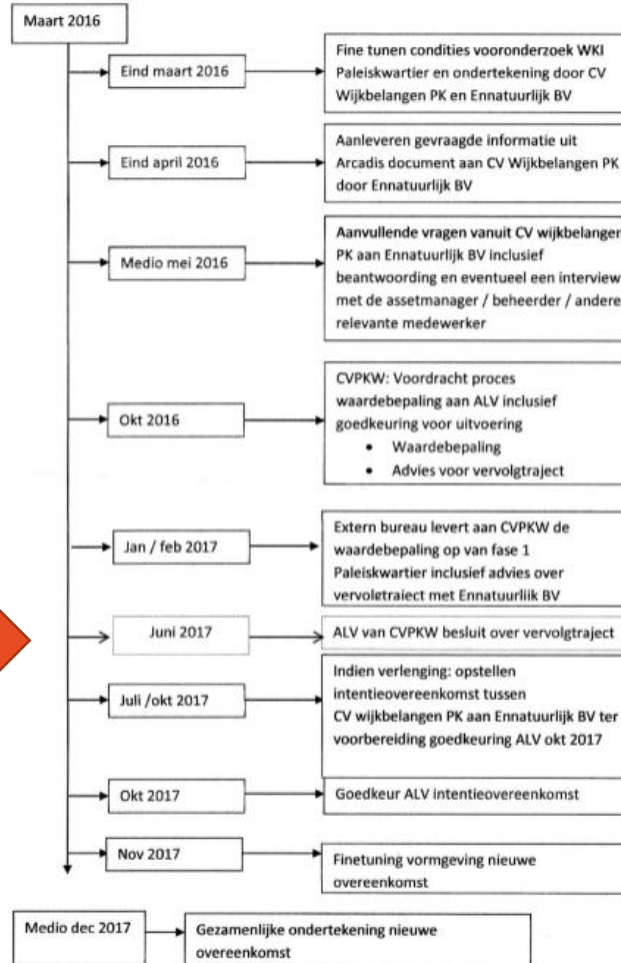 Maart 2016
Eind maart 2016
Fine tunen condities vooronderzoek WKI
Paleiskwartier en ondertekening door CV
Wijkbelangen PK en Ennatuurlijk BV
Eind april 2016
Aanleveren gevraagde informatie uit
Arcadis document aan CV Wijkbelangen PK
door Ennatuurlijk BV
Medio mei 2016
Aanvullende vragen vanuit CV wijkbelangen
PK aan Ennatuurlijk BV inclusief
beantwoording en eventueel een interview
met de assetmanager / beheerder / andere
relevante medewerker
Okt 2016
CVPKW: Voordracht proces
waardebepaling aan ALV inclusief
goedkeuring voor uitvoering
• Waardebepaling
• Advies voor vervolgtraject
Jan / feb 2017
Extern bureau levert aan CVPKW de
waardebepaling op van fase 1
Paleiskwartier inclusief advies over
vervolgtraject met Ennatuurlijk BV
Juni 2017
ALV van CVPKW besluit over vervolgtraject
Juli /okt 2017
Indien verlenging: opstellen
intentieovereenkomst tussen
CV wijkbelangen PK aan Ennatuurlijk BV ter
voorbereiding goedkeuring ALV okt 2017
Okt 2017
Goedkeur ALV intentieovereenkomst
Nov 2017
Finetuning vormgeving nieuwe
overeenkomst
Medio dec 2017
Gezamenlijke ondertekening nieuwe
overeenkomst